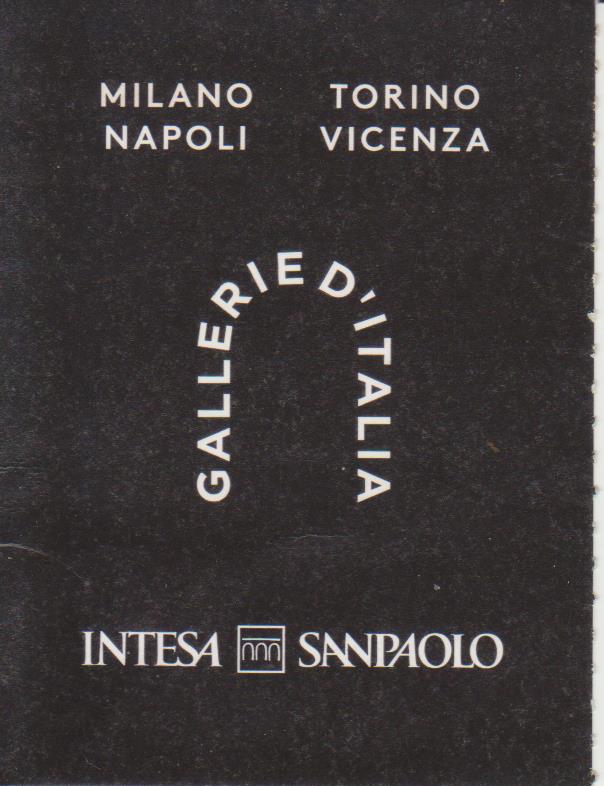 MILANO
NAPOLI
TORINO
VICENZA
GALLERIE D'ITALIA
INTESA SANPAOLO